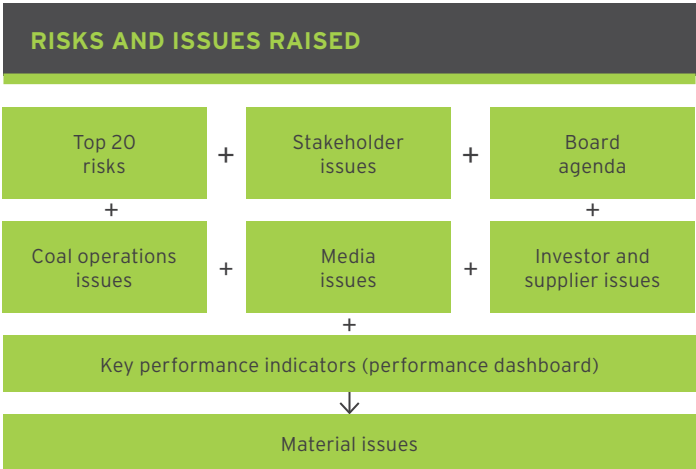 RISKS AND ISSUES RAISED
Top 20
risks
+
Stakeholder
issues
+
Board
agenda
+
+
Coal operations
issues
+
Media
issues
+
Investor and
supplier issues
+
Key performance indicators (performance dashboard)
Material issues